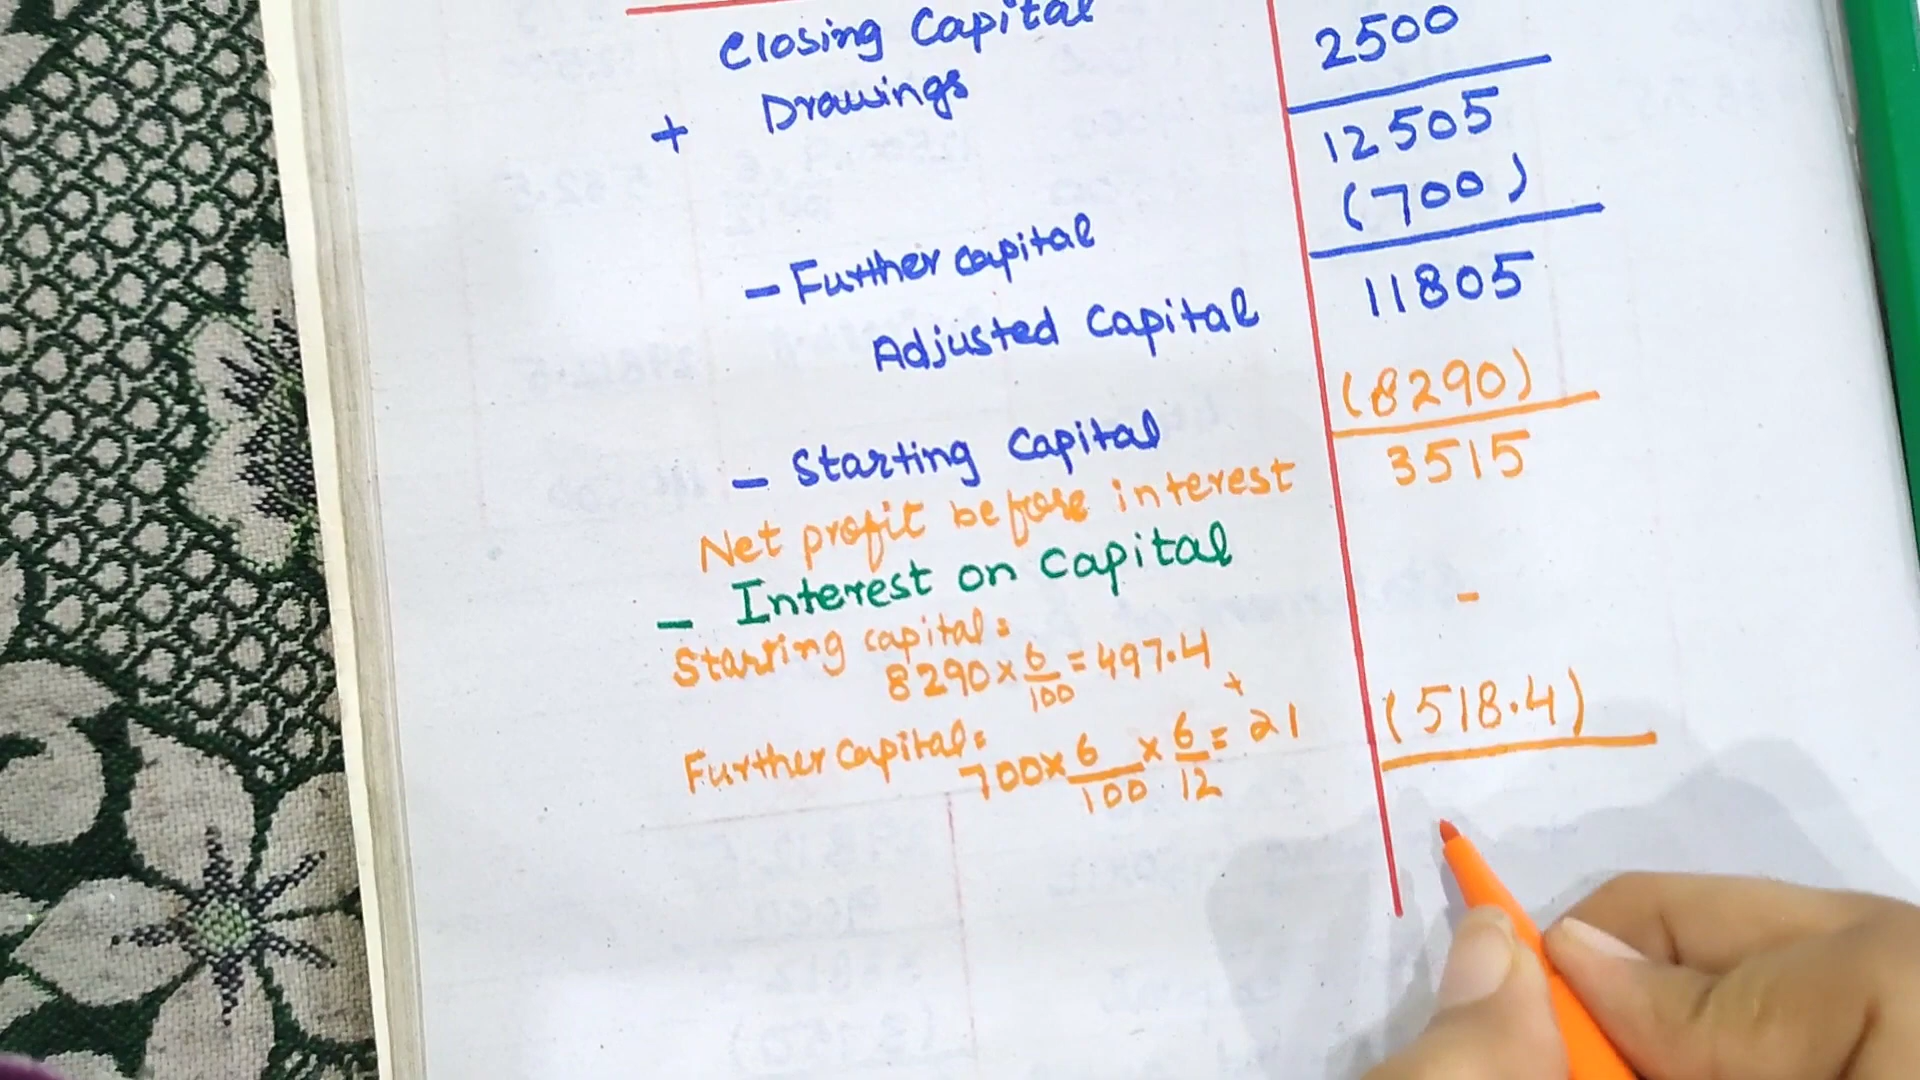 Closing Capital
+ Drawings 2500
12505
- Further capital (700)
Adjusted Capital 11805
- Starting Capital (8290)
Net profit before interest 3515
- Interest on Capital -
Starting capital=
8290 × 6/100 = 497.4
+
Further Capital= (518.4)
700 × 6/100 × 6/12 = 21